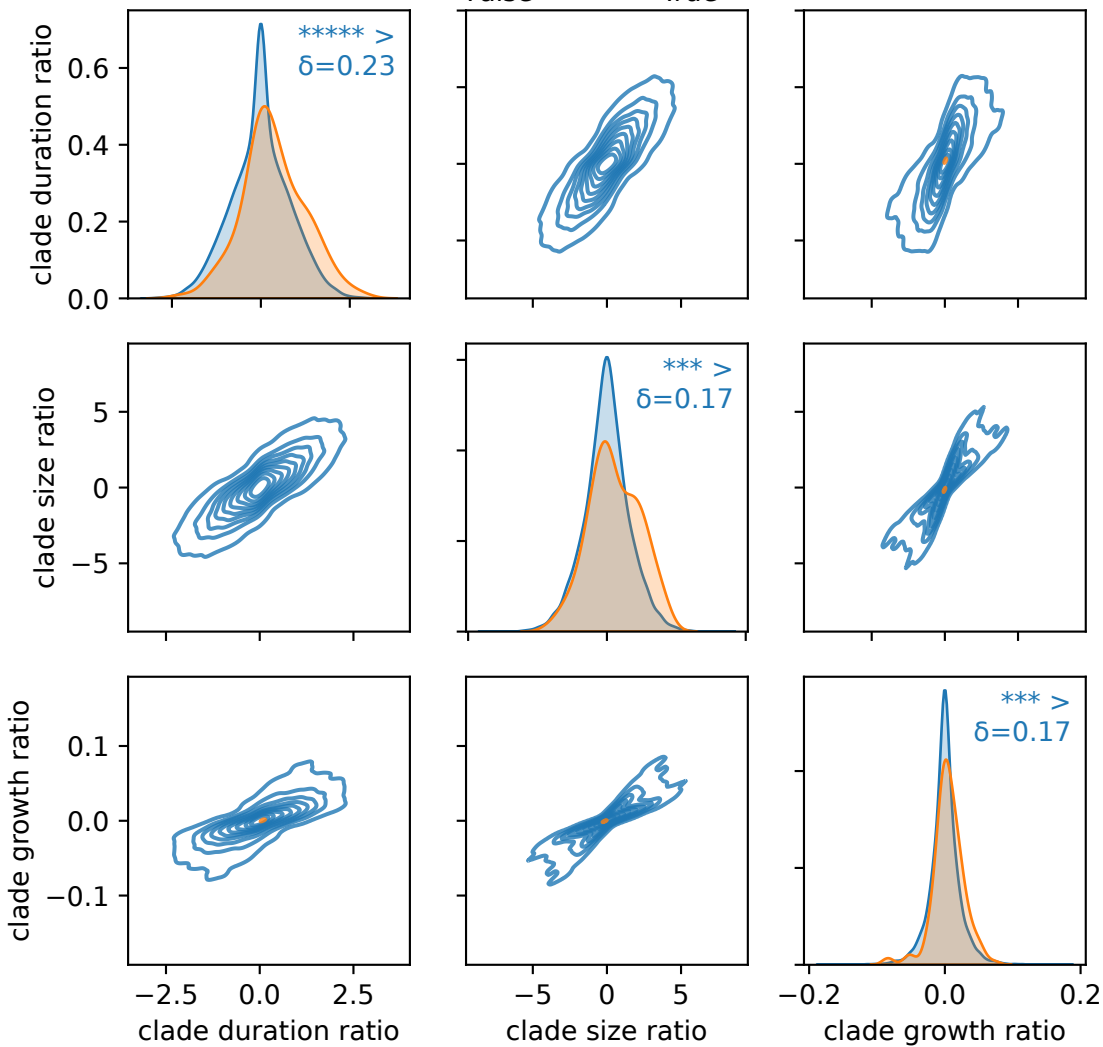 0.6
0.4
0.2
0.0
clade duration ratio
***** >
δ=0.23
5
0
−5
clade size ratio
*** >
δ=0.17
0.1
0.0
−0.1
clade growth ratio
*** >
δ=0.17
−2.5 0.0 2.5
clade duration ratio
−5 0 5
clade size ratio
−0.2 0.0 0.2
clade growth ratio